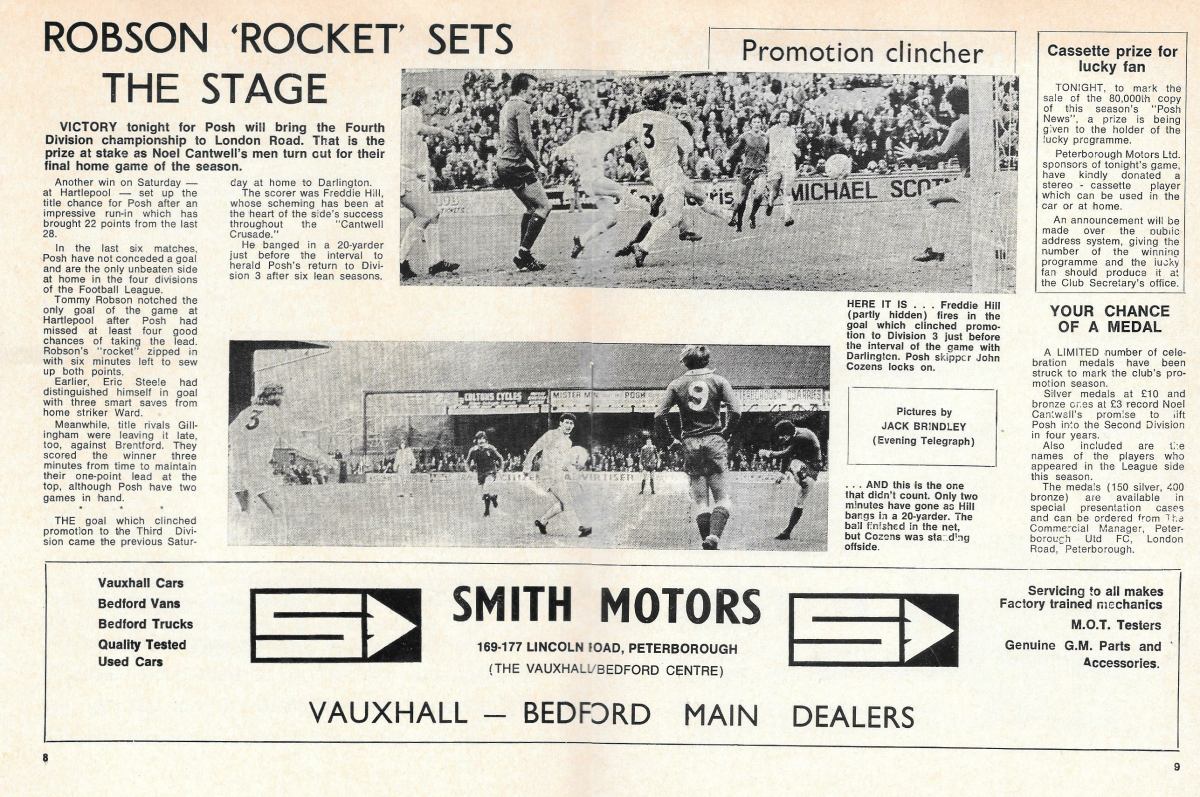 ROBSON 'ROCKET' SETS
THE STAGE
VICTORY tonight for Posh will bring the Fourth
Division championship to London Road. That is the
prize at stake as Noel Cantwell's men turn out for their
final home game of the season.
Another win on Saturday —
at Hartlepool — set up the
title chance for Posh after an
impressive run-in which has
brought 22 points from the last
28.
In the last six matches,
Posh have not conceded a goal
and are the only unbeaten side
at home in the four divisions
of the Football League.
Tommy Robson notched the
only goal of the game at
Hartlepool after Posh had
missed at least four good
chances of taking the lead.
Robson's "rocket" zipped in
with six minutes left to sew
up both points.
Earlier, Eric Steele had
distinguished himself in goal
with three smart saves from
home striker Ward.
Meanwhile, title rivals Gill-
ingham were leaving it late,
too, against Brentford. They
scored the winner three
minutes from time to maintain
their one-point lead at the
top, although Posh have two
games in hand.
* * *
THE goal which clinched
promotion to the Third Divi-
sion came the previous Satur-
day at home to Darlington.
The scorer was Freddie Hill,
whose scheming has been at
the heart of the side's success
throughout the "Cantwell
Crusade."
He banged in a 20-yarder
just before the interval to
herald Posh's return to Divi-
sion 3 after six lean seasons.
Promotion clincher
3
MICHAEL SCOT
HERE IT IS . . . Freddie Hill
(partly hidden) fires in the
goal which clinched promo-
tion to Division 3 just before
the interval of the game with
Darlington. Posh skipper John
Cozens locks on.
3
COLTONS CYCLES
MISTER MINIT
POSH
9
Pictures by
JACK BRINDLEY
(Evening Telegraph)
. . . AND this is the one
that didn't count. Only two
minutes have gone as Hill
bangs in a 20-yarder. The
ball finished in the net,
but Cozens was standing
offside.
Cassette prize for
lucky fan
TONIGHT, to mark the
sale of the 80,000th copy
of this season's "Posh
News", a prize is being
given to the holder of the
lucky programme.
Peterborough Motors Ltd.
sponsors of tonight's game,
have kindly donated a
stereo - cassette player
which can be used in the
car or at home.
An announcement will be
made over the public
address system, giving the
number of the winning
programme and the lucky
fan should produce it at
the Club Secretary's office.
YOUR CHANCE
OF A MEDAL
A LIMITED number of cele-
bration medals have been
struck to mark the club's pro-
motion season.
Silver medals at £10 and
bronze ones at £3 record Noel
Cantwell's promise to lift
Posh into the Second Division
in four years.
Also included are the
names of the players who
appeared in the League side
this season.
The medals (150 silver, 400
bronze) are available in
special presentation cases
and can be ordered from The
Commercial Manager, Peter-
borough Utd FC, London
Road, Peterborough.
Vauxhall Cars
Bedford Vans
Bedford Trucks
Quality Tested
Used Cars
SMITH MOTORS
169-177 LINCOLN ROAD, PETERBOROUGH
(THE VAUXHALL/BEDFORD CENTRE)
Servicing to all makes
Factory trained mechanics
M.O.T. Testers
Genuine G.M. Parts and
Accessories.
VAUXHALL — BEDFORD MAIN DEALERS
8
9